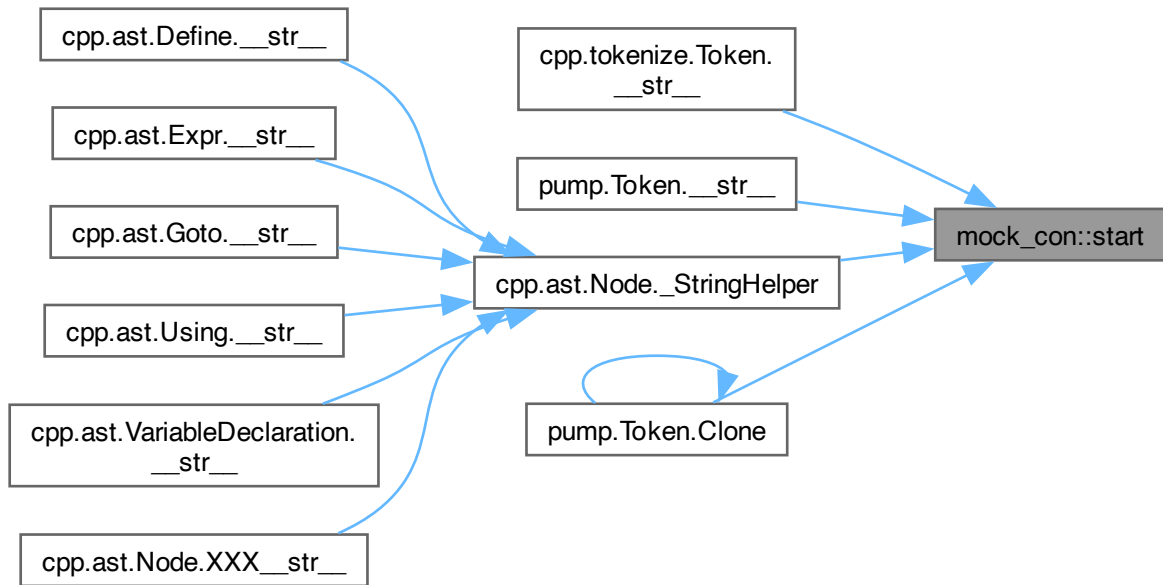 cpp.ast.Define.__str__
cpp.ast.Expr.__str__
cpp.ast.Goto.__str__
cpp.ast.Using.__str__
cpp.ast.VariableDeclaration.
__str__
cpp.ast.Node.XXX__str__
cpp.tokenize.Token.
__str__
pump.Token.__str__
cpp.ast.Node._StringHelper
pump.Token.Clone
mock_con::start